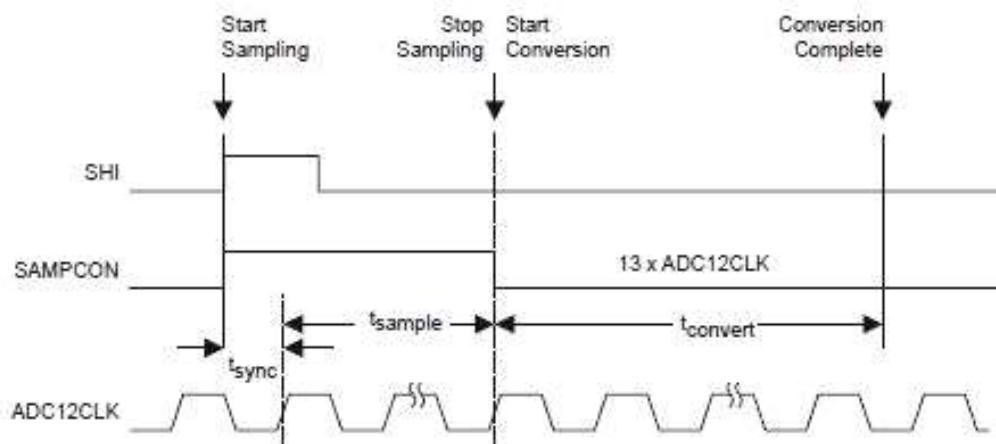 Start
Sampling
Stop
Sampling
Start
Conversion
Conversion
Complete
SHI
SAMPCON
13 x ADC12CLK
tsample
tconvert
tsync
ADC12CLK